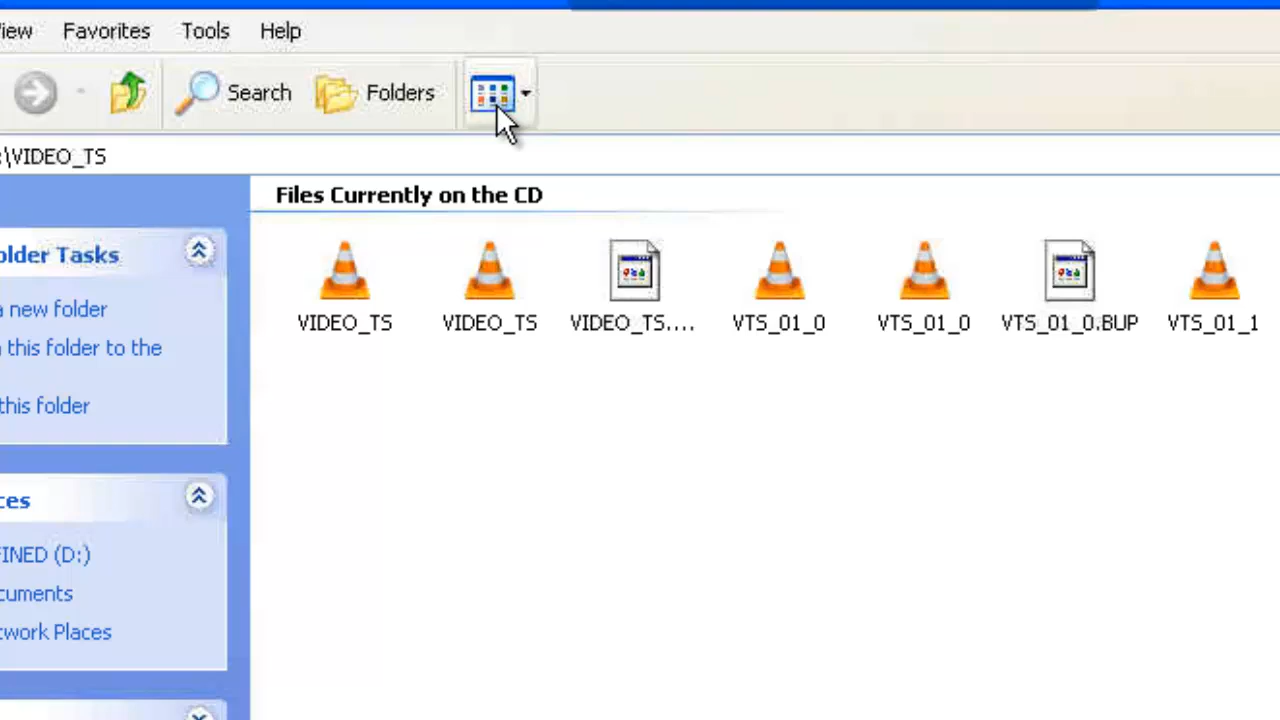 iew Favorites Tools Help
Search Folders
:\VIDEO_TS
Files Currently on the CD
older Tasks
a new folder
this folder to the
this folder
VIDEO_TS VIDEO_TS VIDEO_TS.... VTS_01_0 VTS_01_0 VTS_01_0.BUP VTS_01_1
ces
FINED (D:)
cuments
twork Places